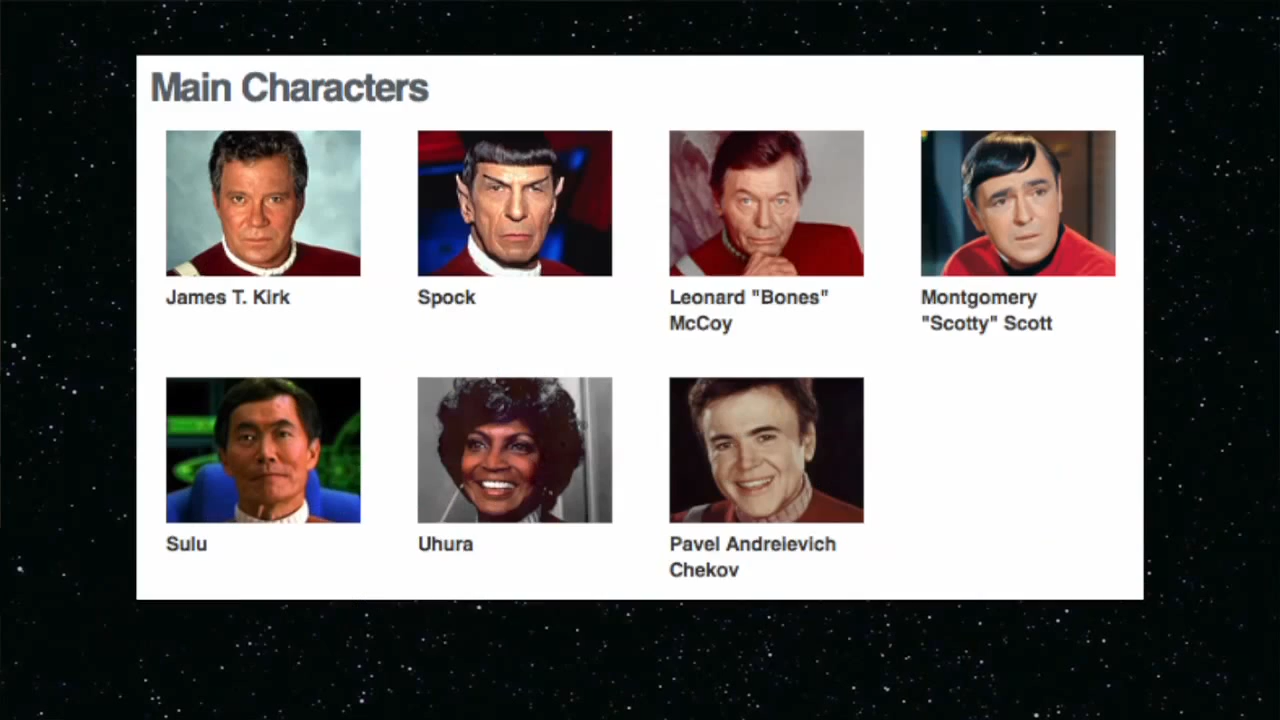 Main Characters
James T. Kirk
Spock
Leonard "Bones"
McCoy
Montgomery
"Scotty" Scott
Sulu
Uhura
Pavel Andreievich
Chekov